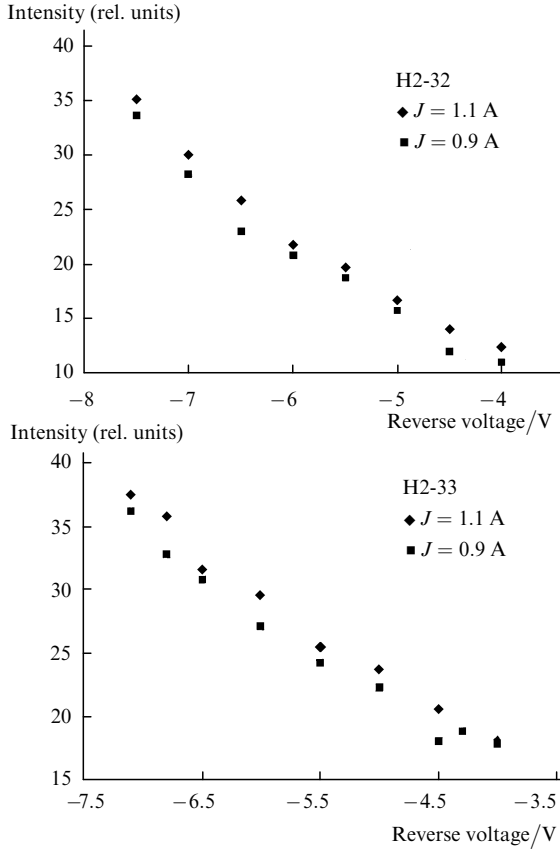 Intensity (rel. units)
40
H2-32
35
J = 1.1 A
J = 0.9 A
30
25
20
15
10
−8 −7 −6 −5 −4
Reverse voltage/V
Intensity (rel. units)
40
H2-33
J = 1.1 A
35
J = 0.9 A
30
25
20
15
−7.5 −6.5 −5.5 −4.5 −3.5
Reverse voltage/V